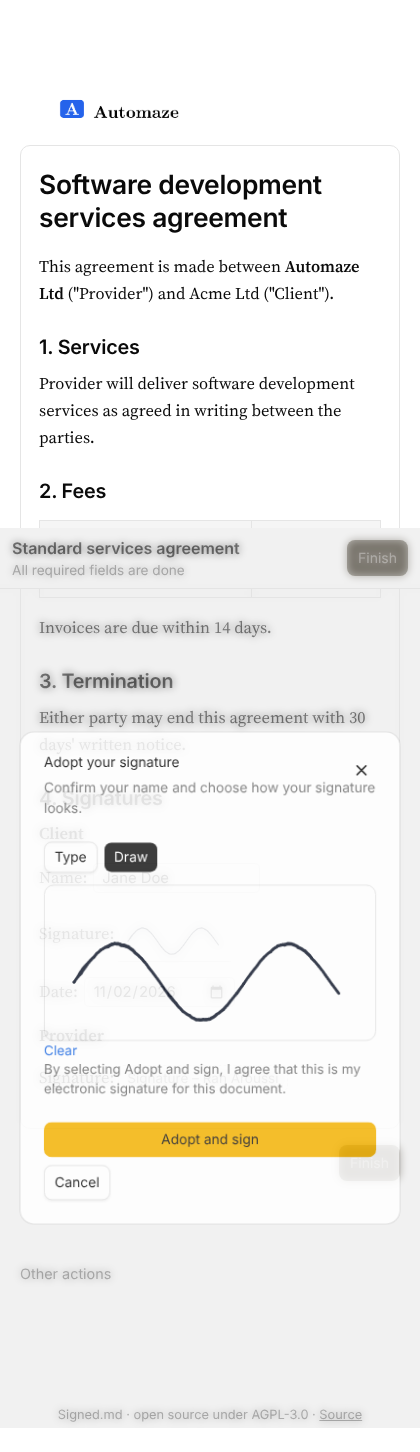 A Automaze
Software development
services agreement
This agreement is made between Automaze
Ltd ("Provider") and Acme Ltd ("Client").
1. Services
Provider will deliver software development
services as agreed in writing between the
parties.
2. Fees
Standard services agreement
All required fields are done
Finish
Invoices are due within 14 days.
3. Termination
Either party may end this agreement with 30
days' written notice.
Adopt your signature
Confirm your name and choose how your signature
looks.
4. Signatures
Client
Type
Draw
Name: Jane Doe
Signature:
Date: 11/02/2026
Provider
Clear
By selecting Adopt and sign, I agree that this is my
electronic signature for this document.
Signature:
Adopt and sign
Finish
Cancel
Other actions
Signed.md · open source under AGPL-3.0 · Source